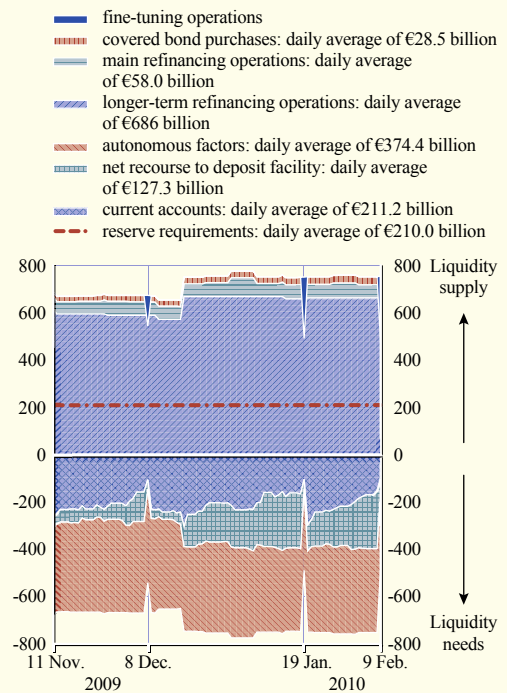 fine-tuning operations
covered bond purchases: daily average of €28.5 billion
main refinancing operations: daily average
of €58.0 billion
longer-term refinancing operations: daily average
of €686 billion
autonomous factors: daily average of €374.4 billion
net recourse to deposit facility: daily average
of €127.3 billion
current accounts: daily average of €211.2 billion
reserve requirements: daily average of €210.0 billion
800 800 Liquidity
supply
600 600
400 400
200 200
0 0
-200 -200
-400 -400
-600 -600
Liquidity
needs
-800 -800
11 Nov. 8 Dec. 19 Jan. 9 Feb.
2009 2010